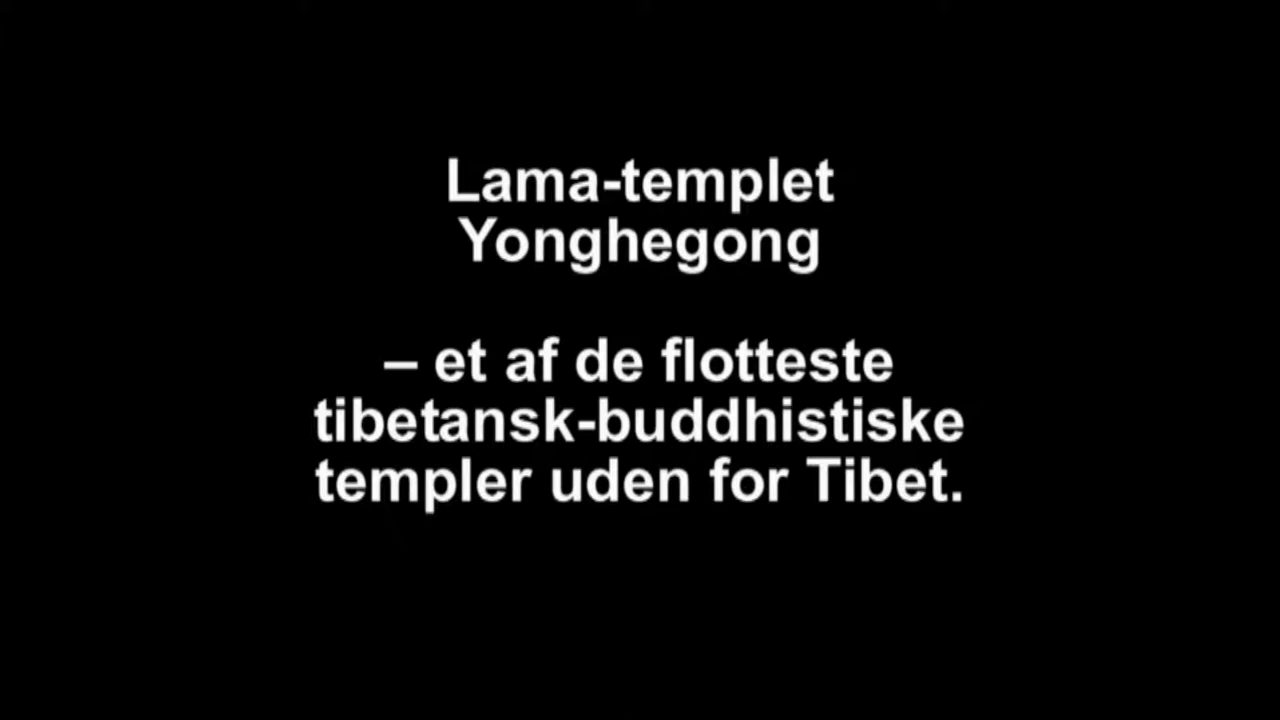 Lama-templet
Yonghegong
– et af de flotteste
tibetansk-buddhistiske
templer uden for Tibet.